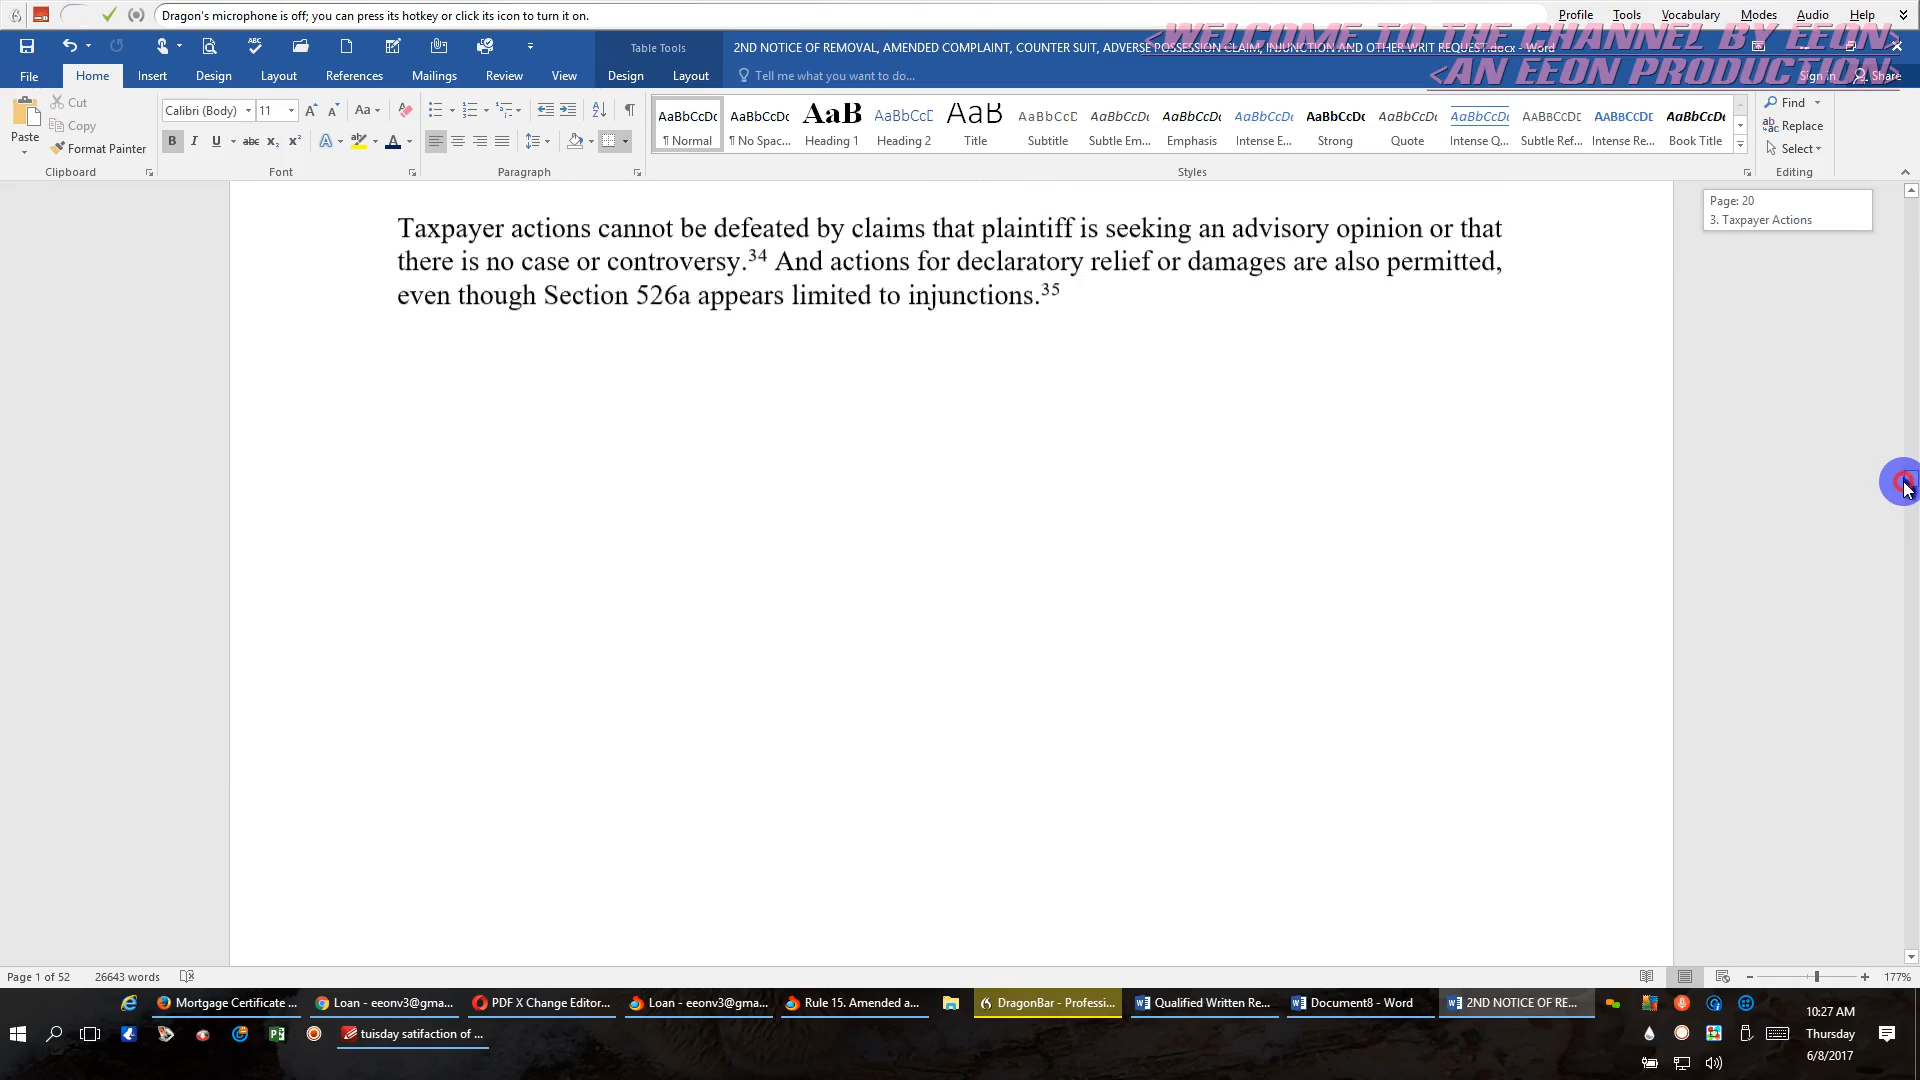 Dragon's microphone is off; you can press its hotkey or click its icon to turn it on.
Profile Tools Vocabulary Modes Audio Help
<WELCOME TO THE CHANNEL BY EEON>
<AN EEON PRODUCTION>
Table Tools
2ND NOTICE OF REMOVAL, AMENDED COMPLAINT, COUNTER SUIT, ADVERSE POSSESSION CLAIM, INJUNCTION AND OTHER WRIT REQUEST.docx - Word
File Home Insert Design Layout References Mailings Review View Design Layout Tell me what you want to do... Sign in Share
Paste Cut Copy Format Painter
Calibri (Body) 11
AaBbCcDc AaBbCcDc AaB AaBbCcC AaB AaBbCcD AaBbCcDc AaBbCcDc AaBbCcDc AaBbCcDc AaBbCcDc AaBbCcDc AABBCCDE AABBCCDE AaBbCcDc
¶ Normal ¶ No Spac... Heading 1 Heading 2 Title Subtitle Subtle Em... Emphasis Intense E... Strong Quote Intense Q... Subtle Ref... Intense Re... Book Title
Find Replace Select
Clipboard Font Paragraph Styles Editing
Page: 20
3. Taxpayer Actions
Taxpayer actions cannot be defeated by claims that plaintiff is seeking an advisory opinion or that
there is no case or controversy.34 And actions for declaratory relief or damages are also permitted,
even though Section 526a appears limited to injunctions.35
Page 1 of 52 26643 words 177%
Mortgage Certificate ... Loan - eeonv3@gma... PDF X Change Editor... Loan - eeonv3@gma... Rule 15. Amended a... DragonBar - Professi... Qualified Written Re... Document8 - Word 2ND NOTICE OF RE...
tuisday satifaction of ...
10:27 AM
Thursday
6/8/2017